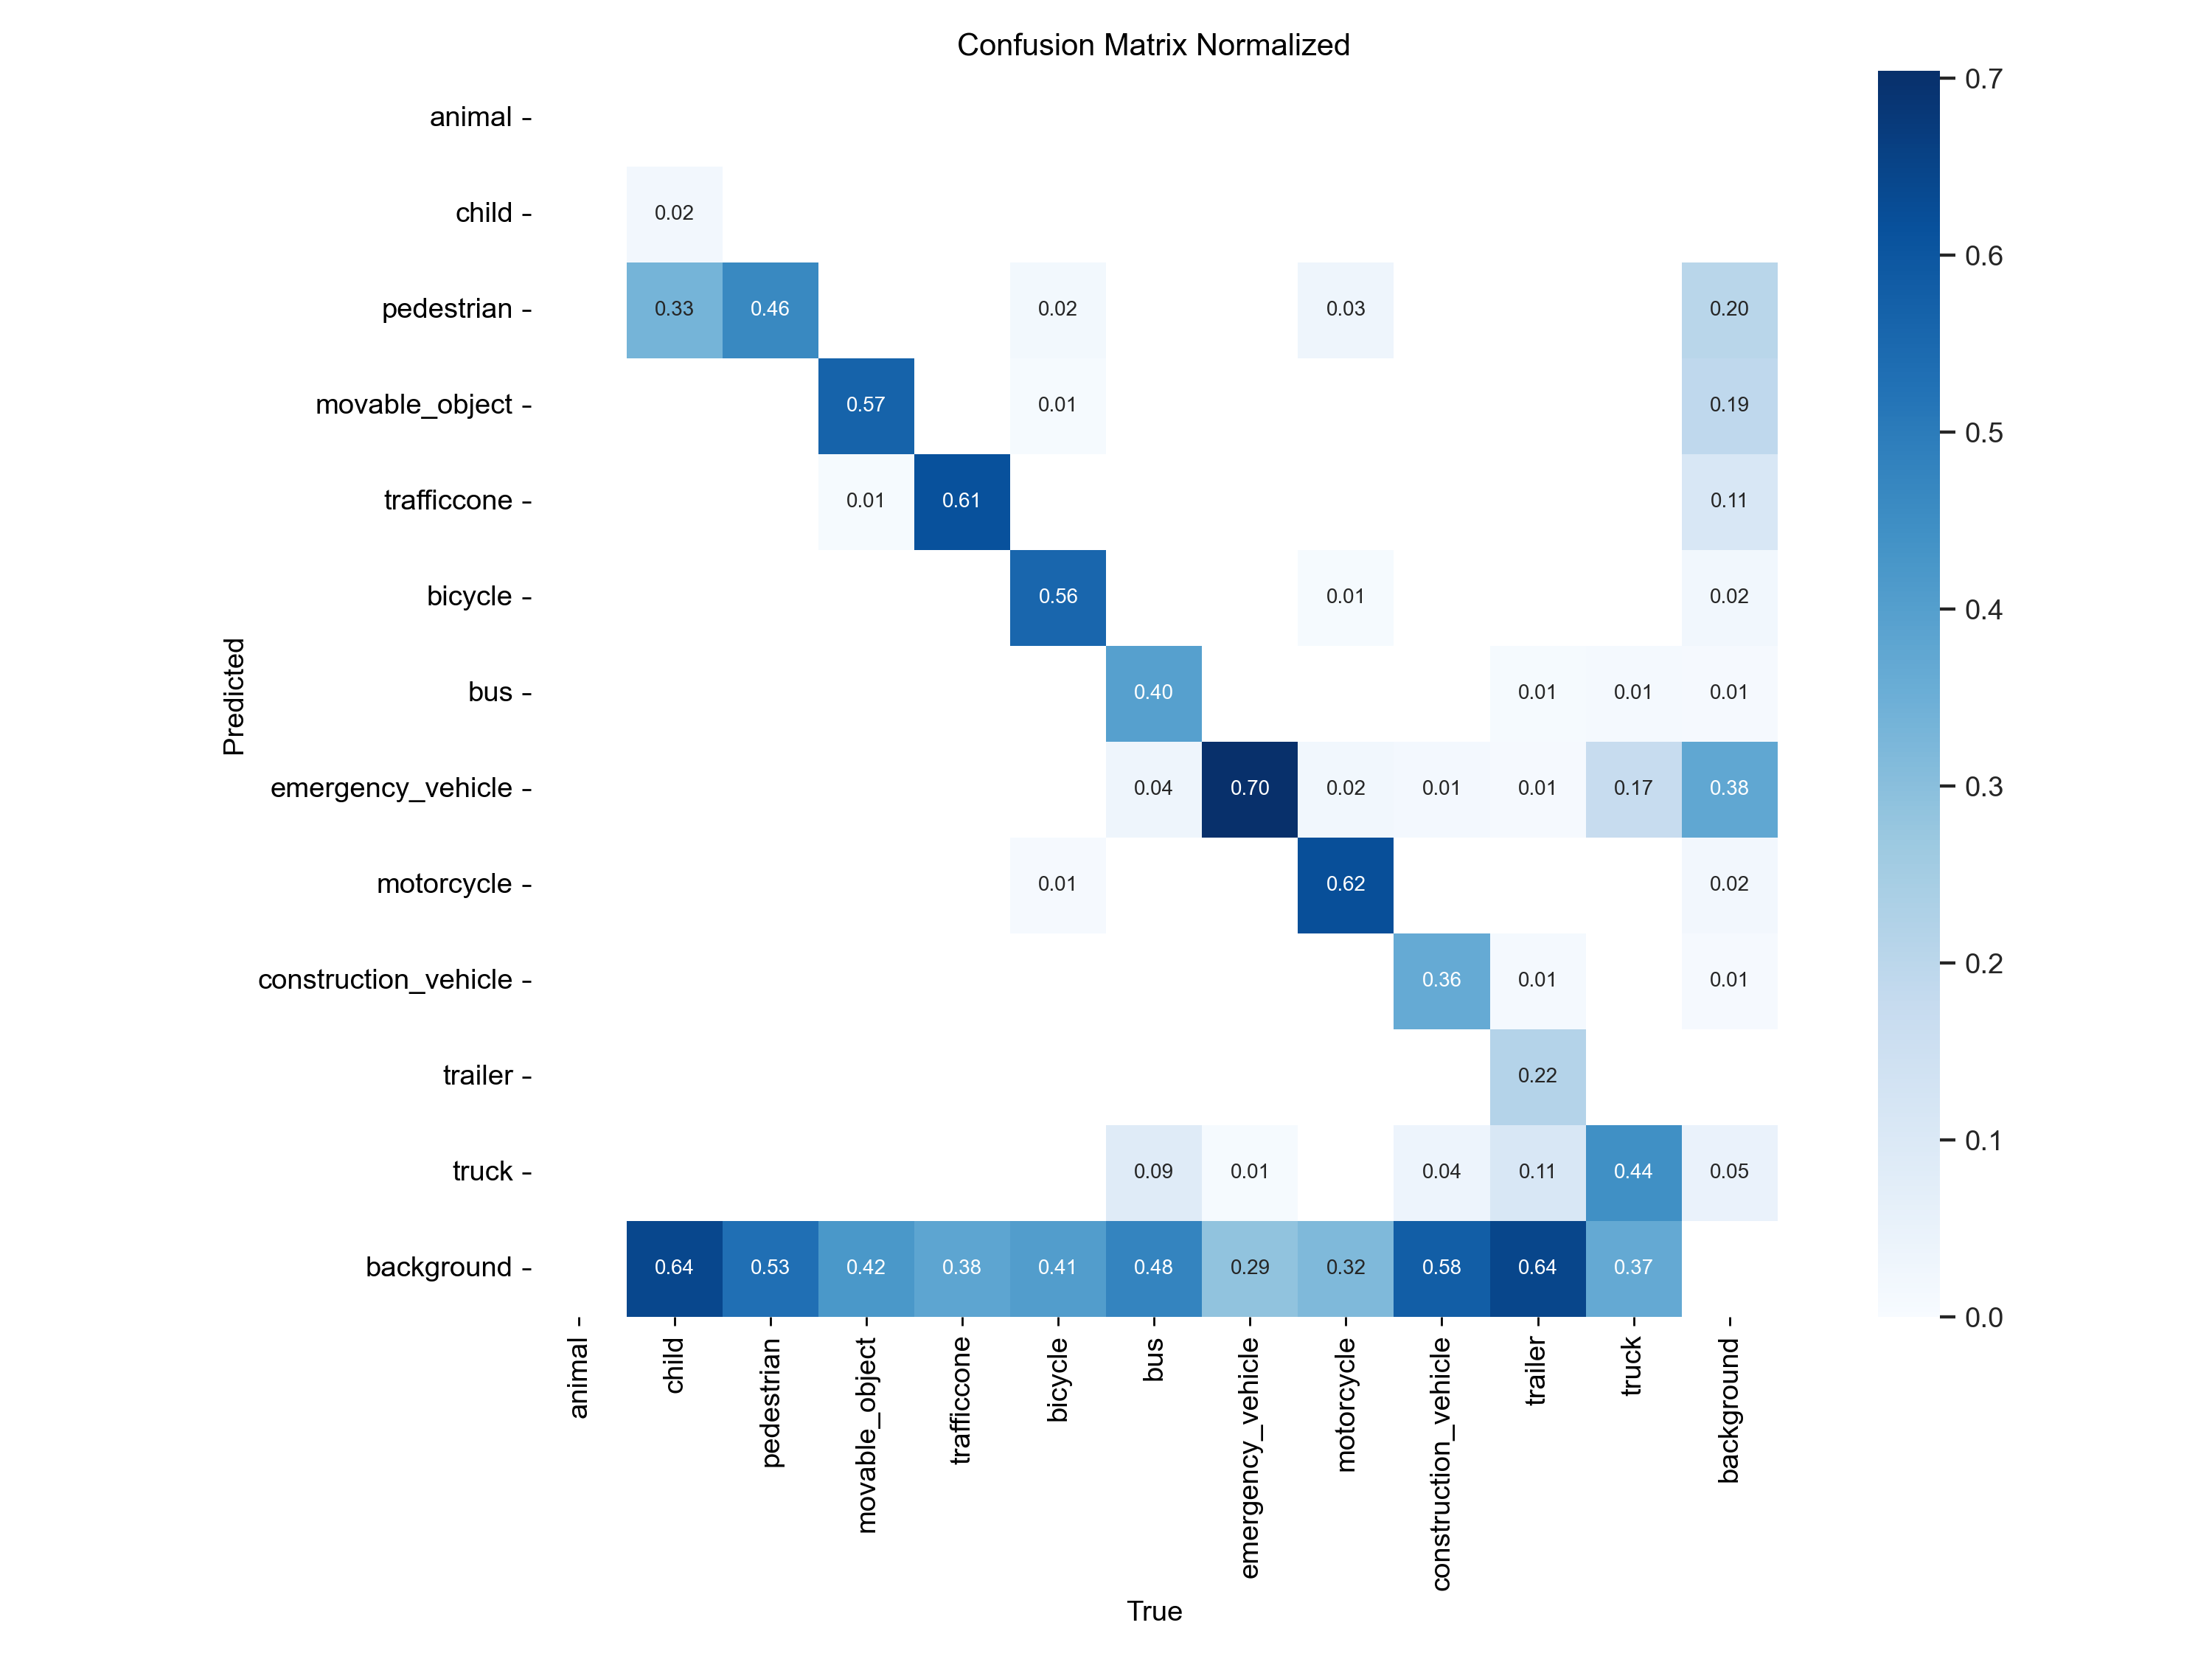 Confusion Matrix Normalized
animal
child 0.02
pedestrian 0.33 0.46 0.02 0.03 0.20
movable_object 0.57 0.01 0.19
trafficcone 0.01 0.61 0.11
bicycle 0.56 0.01 0.02
bus 0.40 0.01 0.01 0.01
emergency_vehicle 0.04 0.70 0.02 0.01 0.01 0.17 0.38
motorcycle 0.01 0.62 0.02
construction_vehicle 0.36 0.01 0.01
trailer 0.22
truck 0.09 0.01 0.04 0.11 0.44 0.05
background 0.64 0.53 0.42 0.38 0.41 0.48 0.29 0.32 0.58 0.64 0.37
Predicted
animal
child
pedestrian
movable_object
trafficcone
bicycle
bus
emergency_vehicle
motorcycle
construction_vehicle
trailer
truck
background
True
0.7
0.6
0.5
0.4
0.3
0.2
0.1
0.0